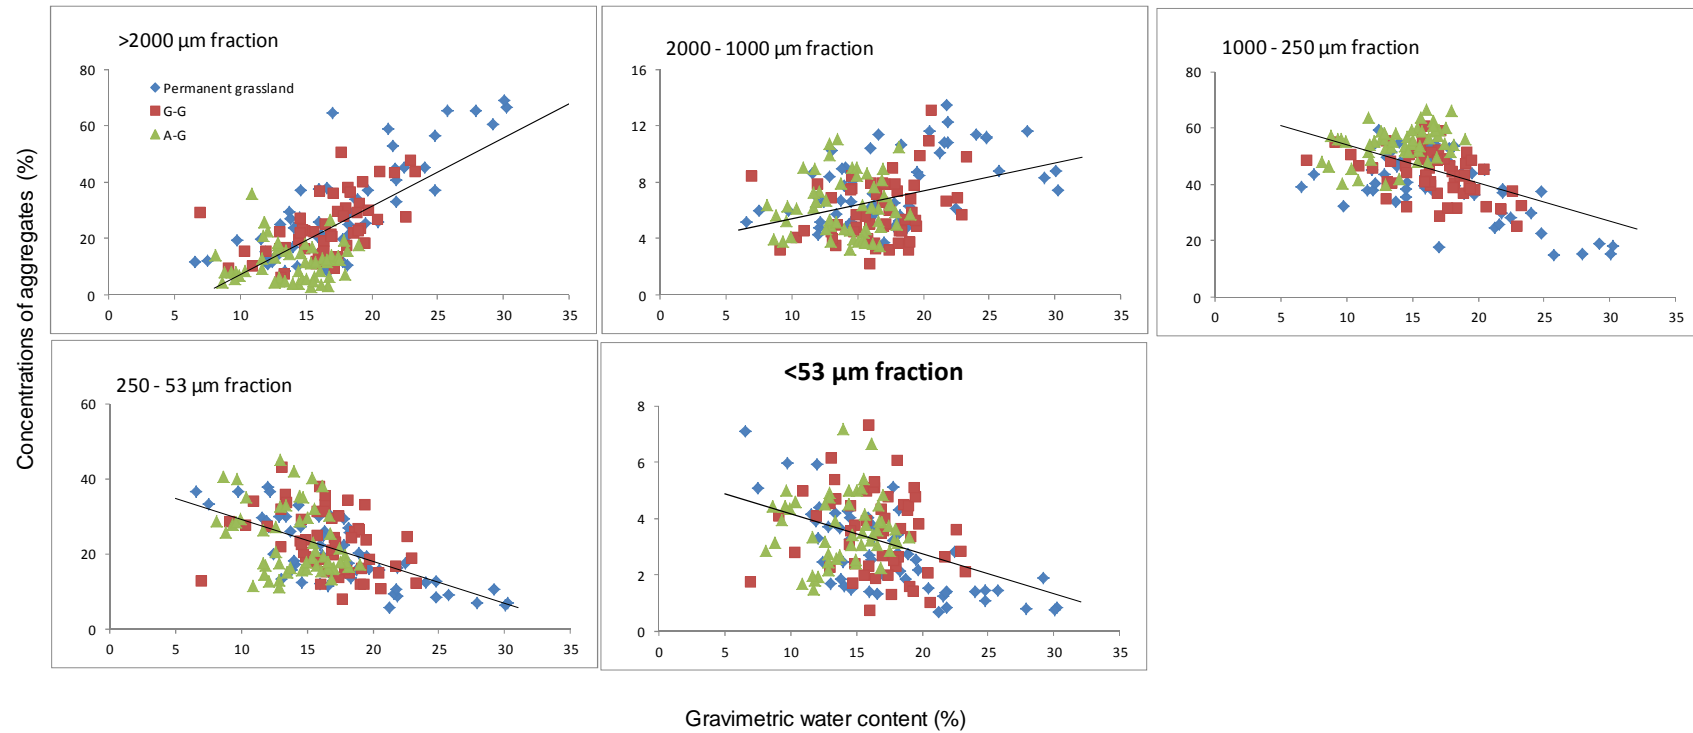 >2000 µm fraction
80
60
40
20
0
0 5 10 15 20 25 30 35
Permanent grassland
G-G
A-G
2000 - 1000 µm fraction
16
12
8
4
0
0 5 10 15 20 25 30 35
1000 - 250 µm fraction
80
60
40
20
0
0 5 10 15 20 25 30 35
250 - 53 µm fraction
60
40
20
0
0 5 10 15 20 25 30 35
<53 µm fraction
8
6
4
2
0
0 5 10 15 20 25 30 35
Concentrations of aggregates (%)
Gravimetric water content (%)